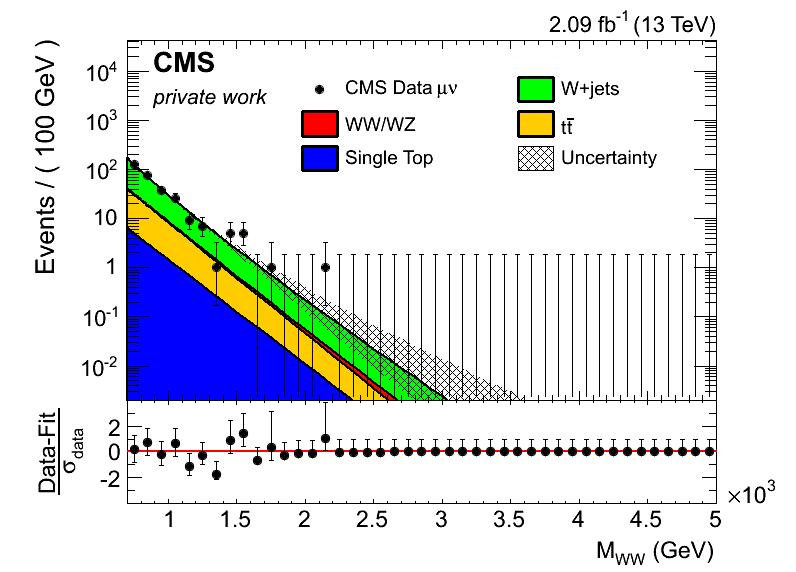 2.09 fb⁻¹ (13 TeV)
CMS
private work
CMS Data μν
WW/WZ
Single Top
W+jets
tt̄
Uncertainty
Events / ( 100 GeV )
10⁴
10³
10²
10
1
10⁻¹
10⁻²
Data-Fit
σdata
2
0
-2
1 1.5 2 2.5 3 3.5 4 4.5 5
×10³
M_WW (GeV)